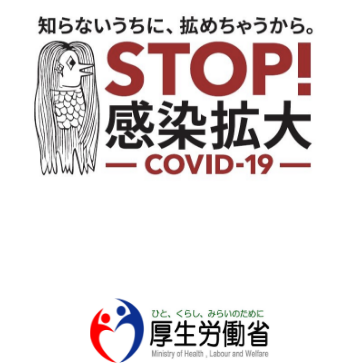 知らないうちに、拡めちゃうから。
STOP!
感染拡大
COVID-19
ひと、くらし、みらいのために
厚生労働省
Ministry of Health , Labour and Welfare